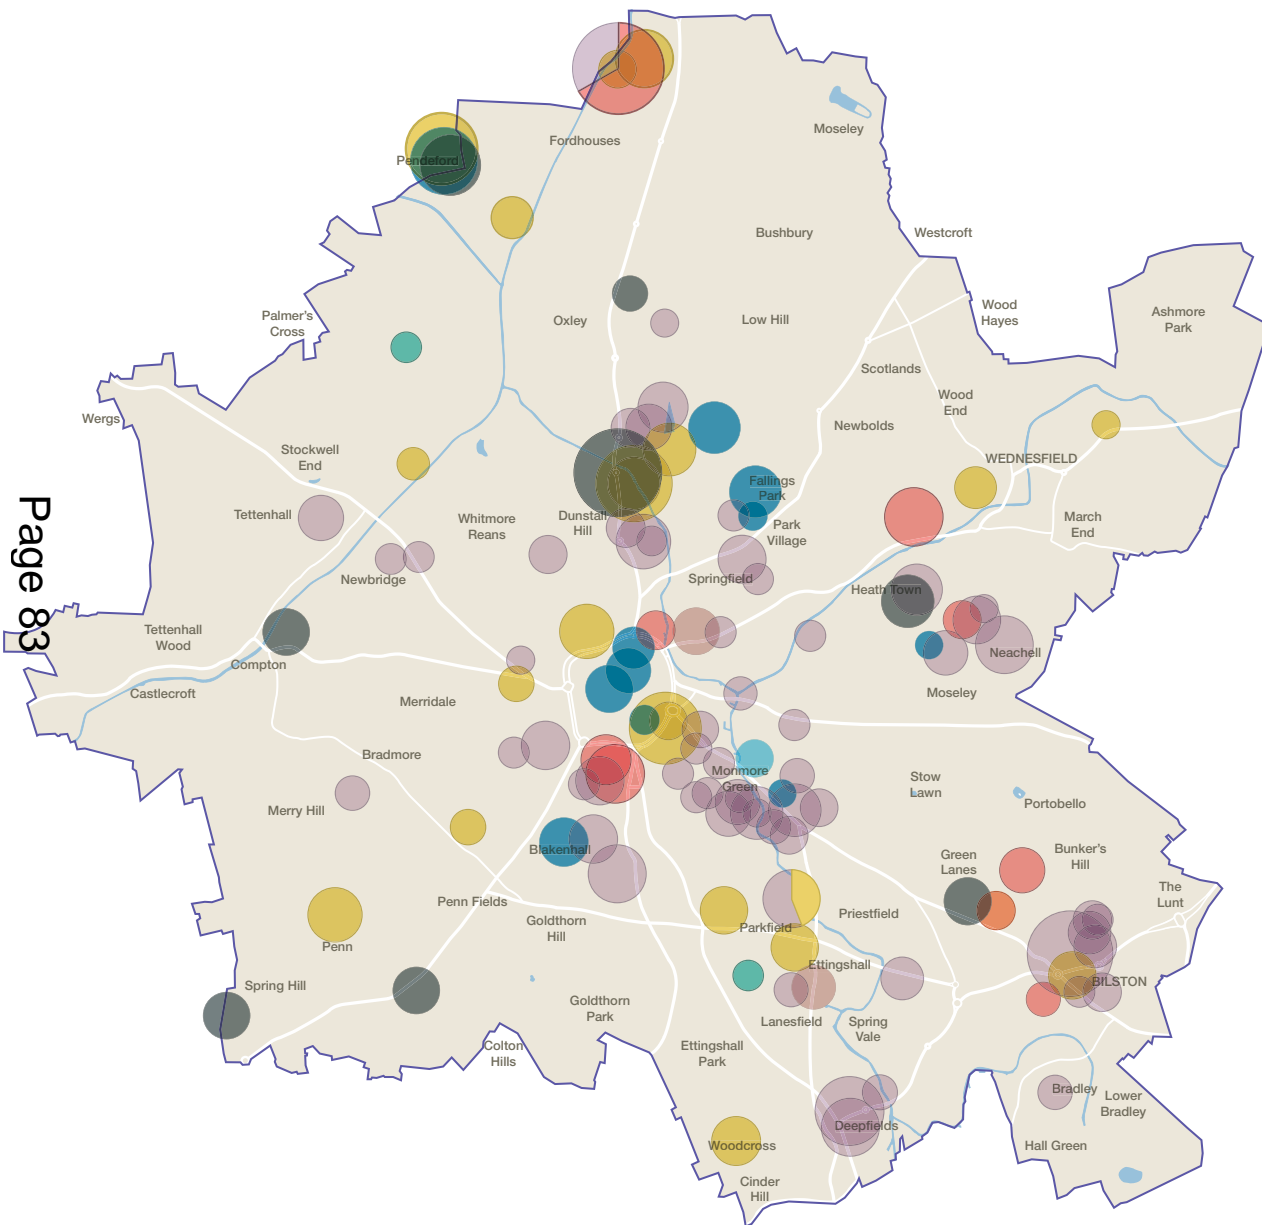 Moseley
Fordhouses
Pendeford
Bushbury
Westcroft
Wood
Hayes
Ashmore
Park
Palmer's
Cross
Oxley
Low Hill
Scotlands
Wood
End
Wergs
Newbolds
Stockwell
End
WEDNESFIELD
Fallings
Park
Tettenhall
Whitmore
Reans
Dunstall
Hill
Park
Village
March
End
Page 83
Newbridge
Springfield
Heath Town
Tettenhall
Wood
Neachell
Compton
Castlecroft
Merridale
Moseley
Bradmore
Monmore
Green
Stow
Lawn
Portobello
Merry Hill
Blakenhall
Green
Lanes
Bunker's
Hill
The
Lunt
Penn Fields
Goldthorn
Hill
Priestfield
Parkfield
Penn
Ettingshall
Spring Hill
BILSTON
Goldthorn
Park
Lanesfield
Spring
Vale
Colton
Hills
Ettingshall
Park
Bradley
Lower
Bradley
Deepfields
Woodcross
Hall Green
Cinder
Hill